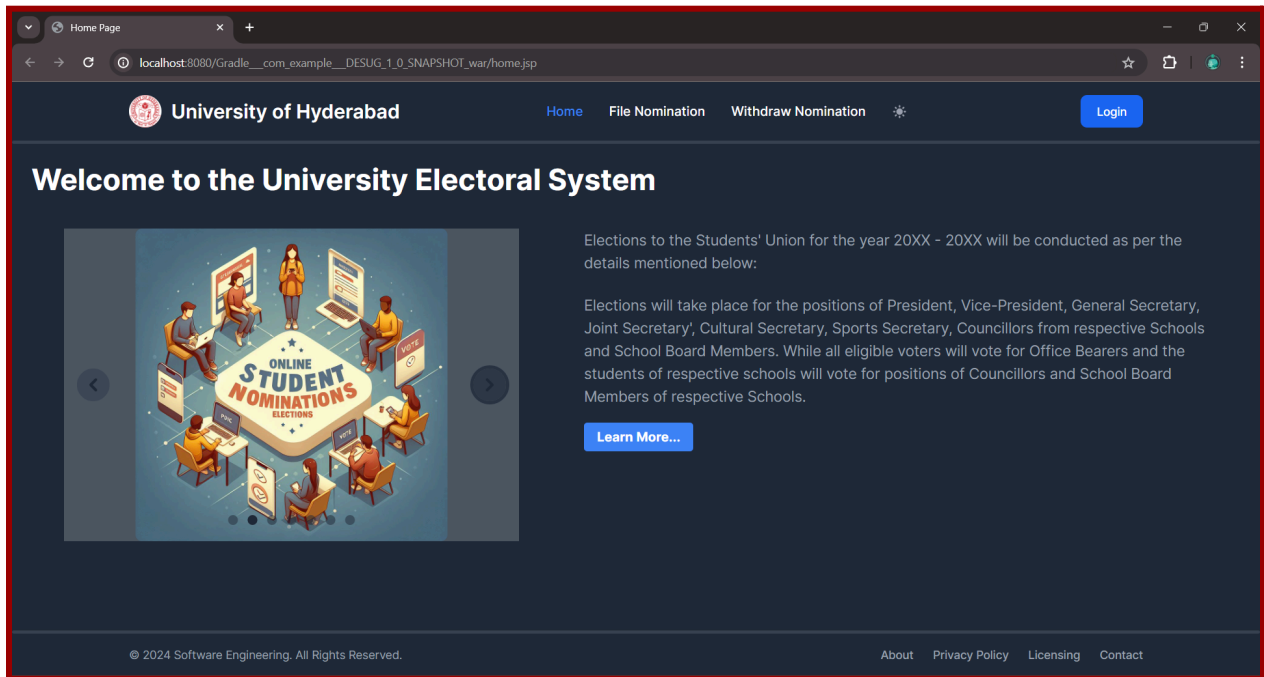 Home Page
localhost:8080/Gradle___com_example___DESUG_1_0_SNAPSHOT_war/home.jsp
University of Hyderabad
Home
File Nomination
Withdraw Nomination
Login
Welcome to the University Electoral System
ONLINE
STUDENT
NOMINATIONS
ELECTIONS
VOTE
VOTE
Elections to the Students' Union for the year 20XX - 20XX will be conducted as per the
details mentioned below:
Elections will take place for the positions of President, Vice-President, General Secretary,
Joint Secretary', Cultural Secretary, Sports Secretary, Councillors from respective Schools
and School Board Members. While all eligible voters will vote for Office Bearers and the
students of respective schools will vote for positions of Councillors and School Board
Members of respective Schools.
Learn More...
© 2024 Software Engineering. All Rights Reserved.
About
Privacy Policy
Licensing
Contact